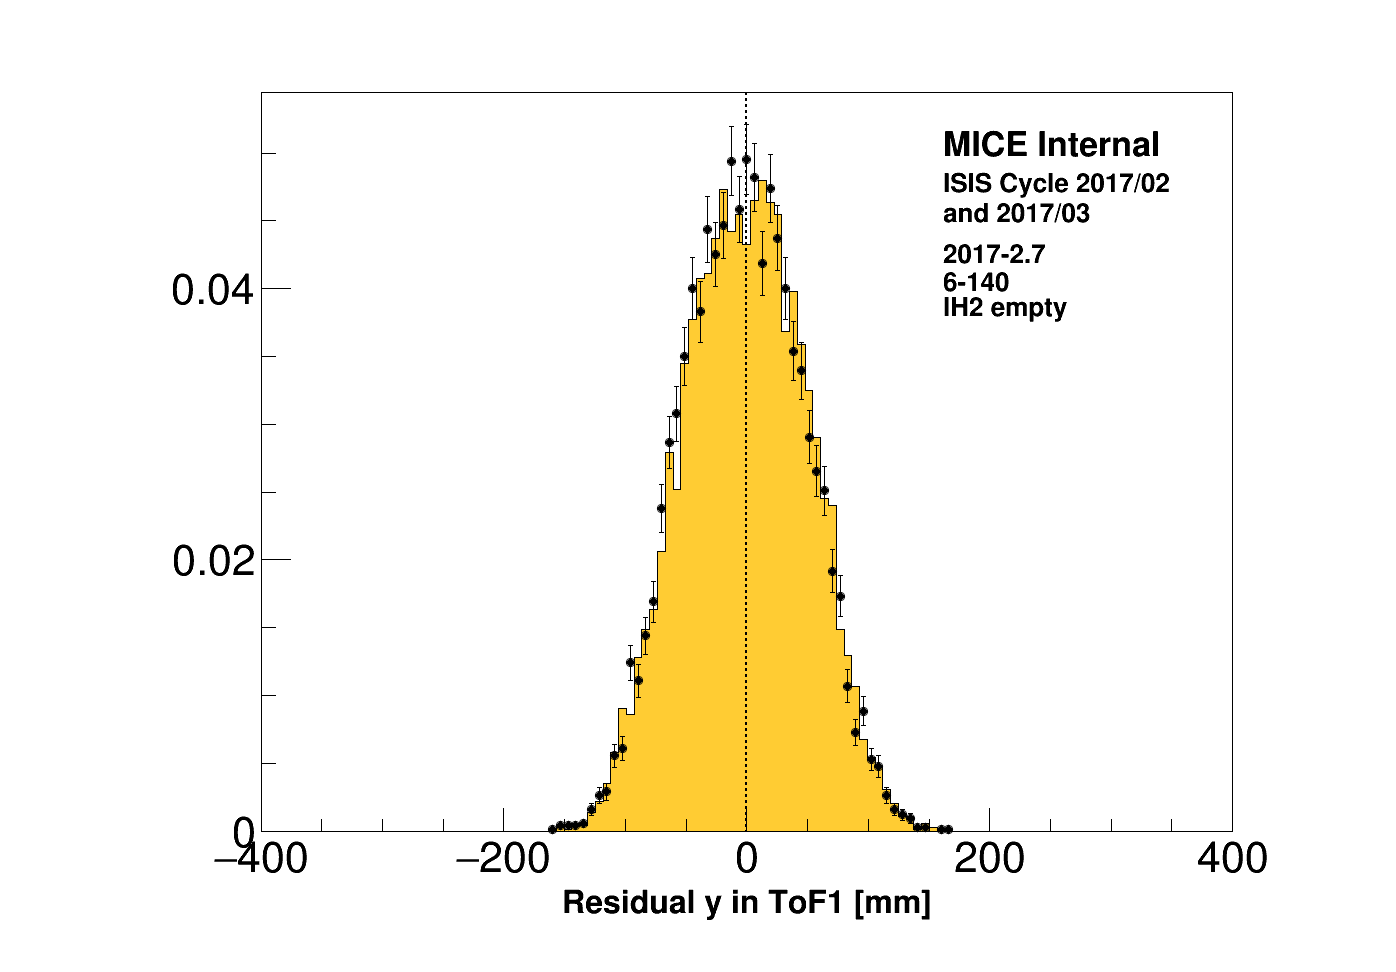 MICE Internal
ISIS Cycle 2017/02
and 2017/03
2017-2.7
6-140
IH2 empty
0.04
0.02
0
−400 −200 0 200 400
Residual y in ToF1 [mm]